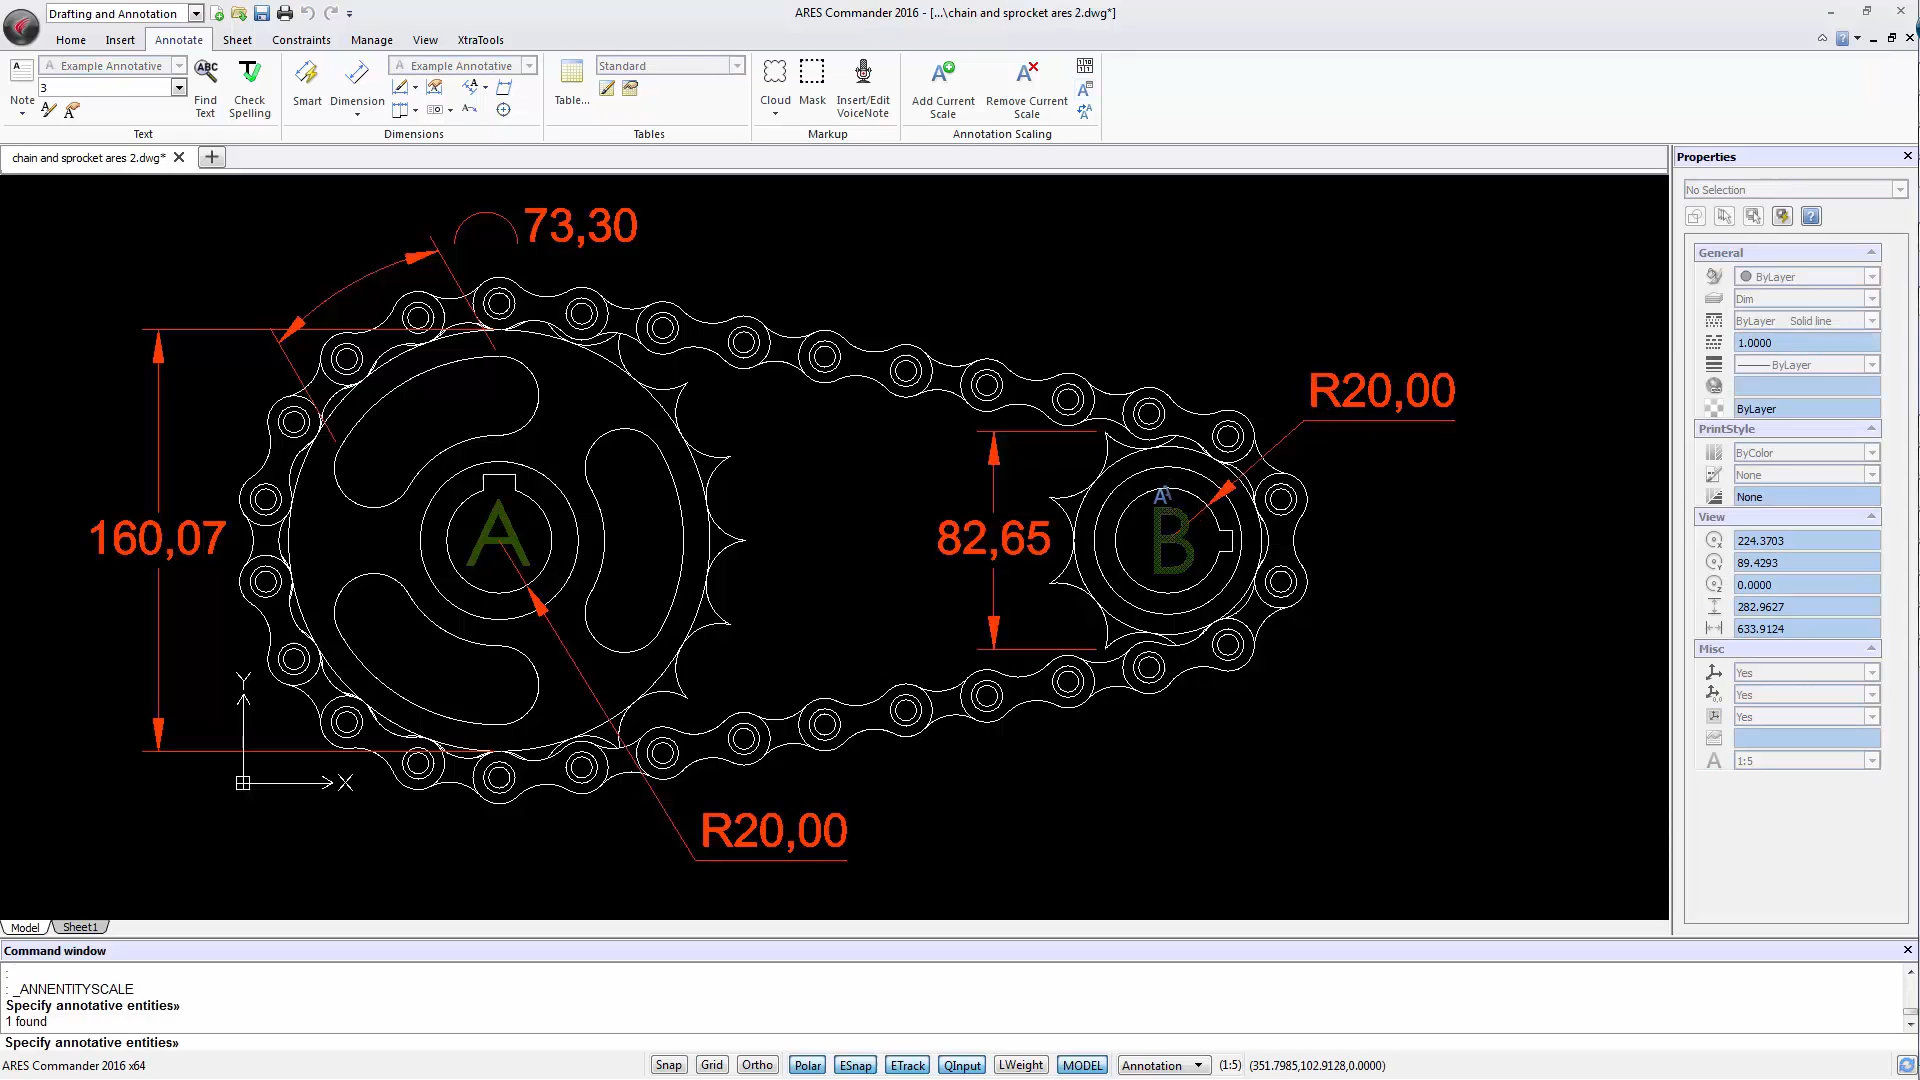 Drafting and Annotation
ARES Commander 2016 - [...\chain and sprocket ares 2.dwg*]
Home Insert Annotate Sheet Constraints Manage View XtraTools
Note
Example Annotative
3
ABC
Find Text
Check Spelling
Text
Smart
Dimension
Example Annotative
Dimensions
Table...
Standard
Tables
Cloud
Mask
Insert/Edit VoiceNote
Markup
Add Current Scale
Remove Current Scale
Annotation Scaling
chain and sprocket ares 2.dwg*
73,30
R20,00
160,07
A
82,65
B
Y
X
R20,00
Properties
No Selection
General
ByLayer
Dim
ByLayer Solid line
1.0000
ByLayer
ByLayer
PrintStyle
ByColor
None
None
View
224.3703
89.4293
0.0000
282.9627
633.9124
Misc
Yes
Yes
Yes
1:5
Model Sheet1
Command window
:
: _ANNENTITYSCALE
Specify annotative entities»
1 found
Specify annotative entities»
ARES Commander 2016 x64
Snap Grid Ortho Polar ESnap ETrack QInput LWeight MODEL Annotation (1:5) (351.7985,102.9128,0.0000)